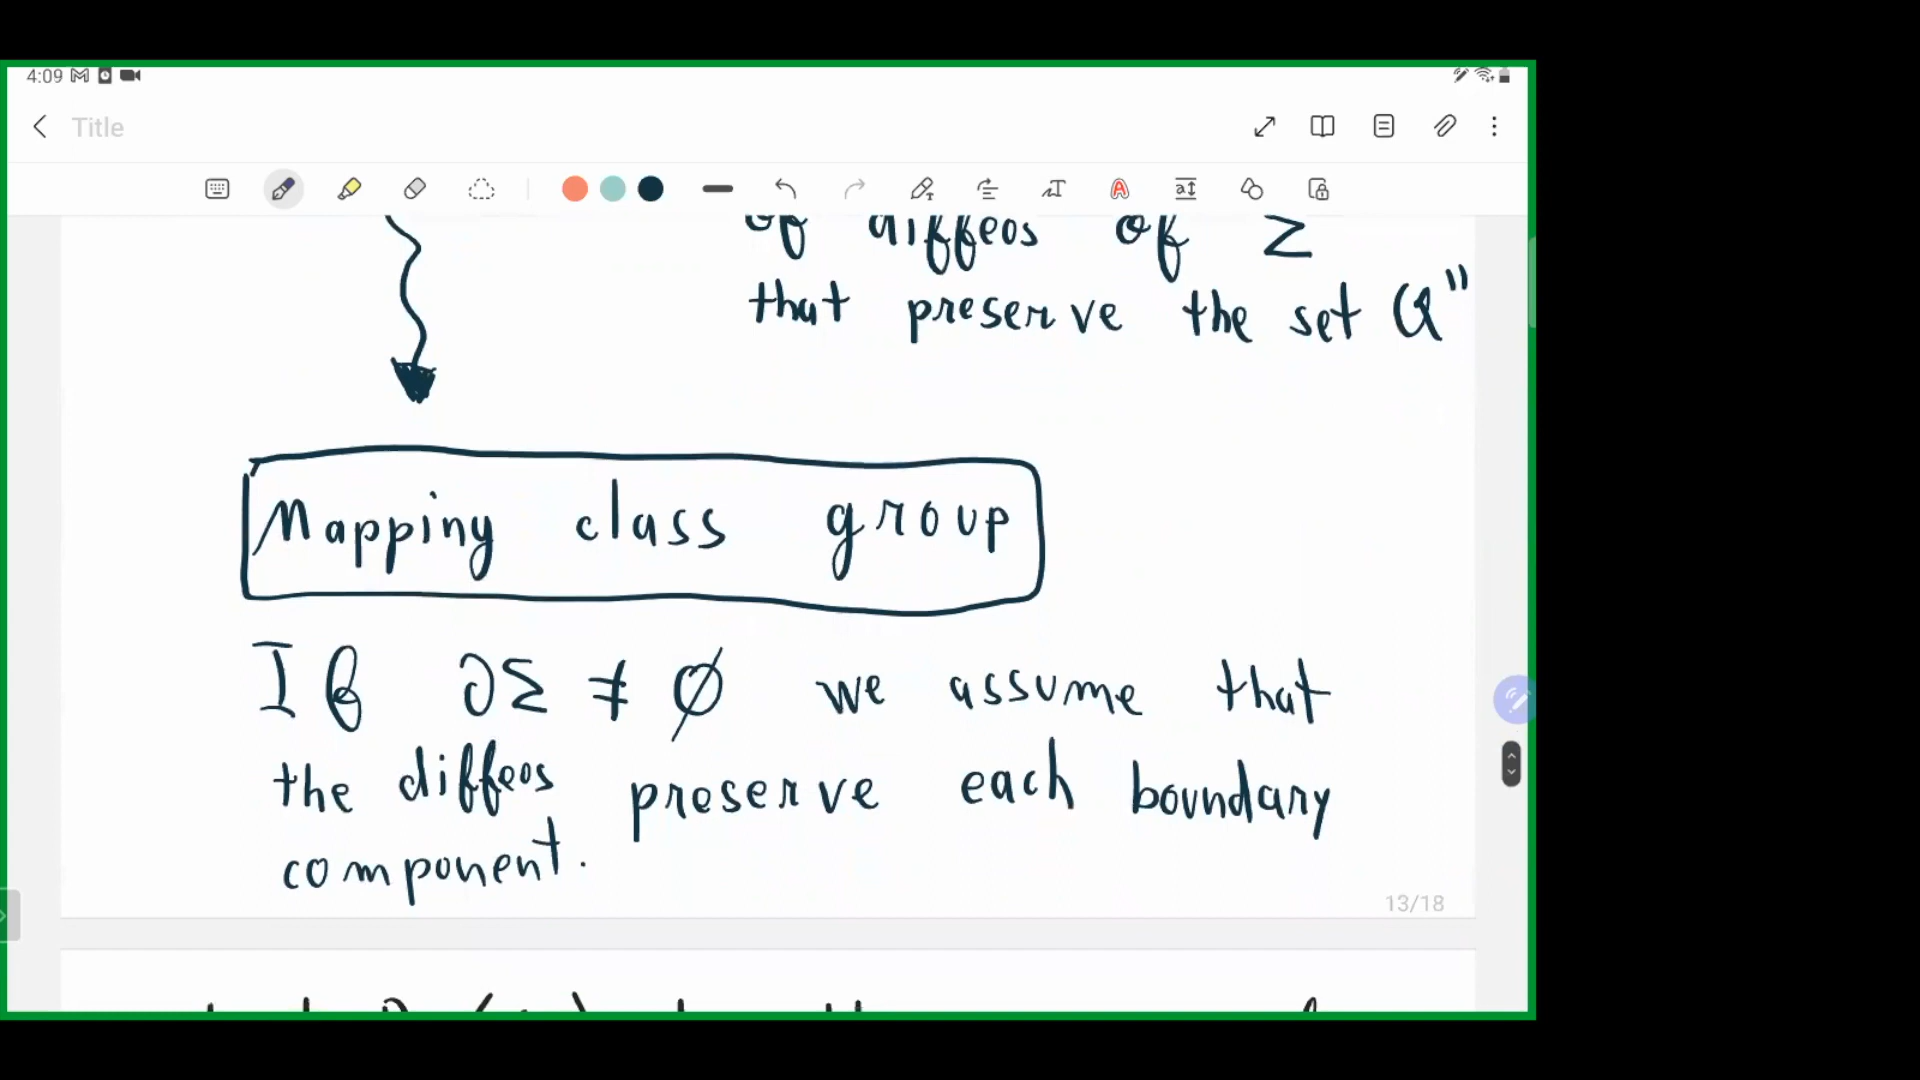 4:09
Title
of diffeos of Σ
that preserve the set Q"
Mapping class group
If ∂Σ ≠ ∅ we assume that
the diffeos preserve each boundary
component.
13/18